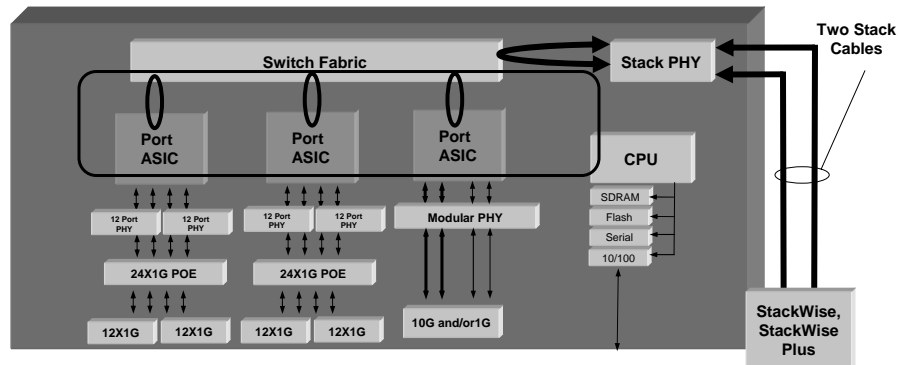 Two Stack
Cables
Switch Fabric
Stack PHY
Port
ASIC
Port
ASIC
Port
ASIC
CPU
SDRAM
Flash
Serial
10/100
12 Port
PHY
12 Port
PHY
12 Port
PHY
12 Port
PHY
Modular PHY
24X1G POE
24X1G POE
12X1G
12X1G
12X1G
12X1G
10G and/or1G
StackWise,
StackWise
Plus